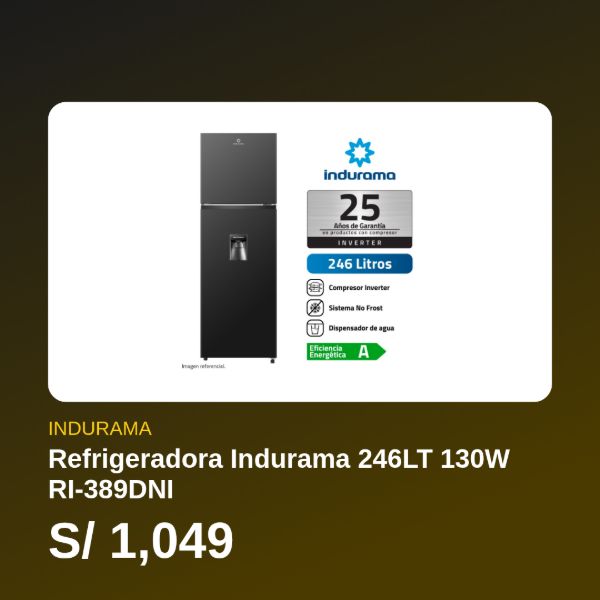 indurama
25
Años de Garantía
en productos con compresor
INVERTER
246 Litros
Compresor Inverter
Sistema No Frost
Dispensador de agua
Eficiencia
Energética A
Imagen referencial.
INDURAMA
Refrigeradora Indurama 246LT 130W
RI-389DNI
S/ 1,049